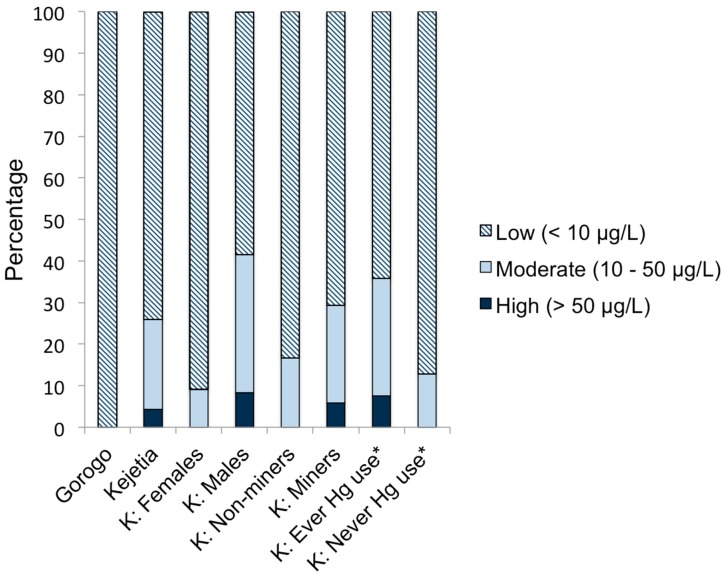 Percentage
100
90
80
70
60
50
40
30
20
10
0
Gorogo
Kejetia
K: Females
K: Males
K: Non-miners
K: Miners
K: Ever Hg use*
K: Never Hg use*
Low (< 10 µg/L)
Moderate (10 - 50 µg/L)
High (> 50 µg/L)